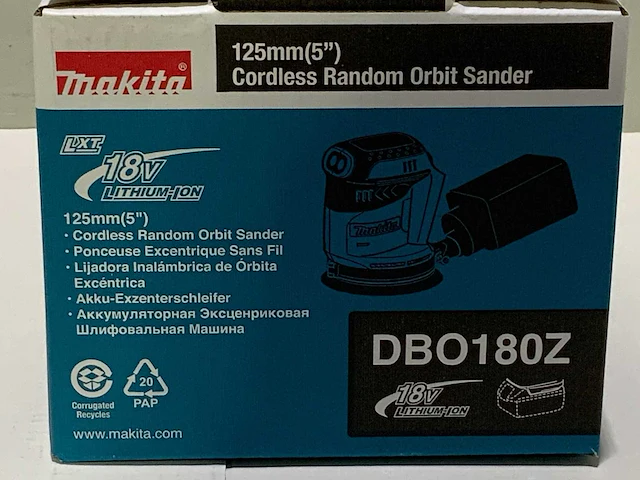 makita®
125mm(5”)
Cordless Random Orbit Sander
LXT
18V
LITHIUM-ION
125mm(5")
· Cordless Random Orbit Sander
· Ponceuse Excentrique Sans Fil
· Lijadora Inalámbrica de Órbita
Excéntrica
· Akku-Exzenterschleifer
· Аккумуляторная Эксценриковая
Шлифовальная Машина
makita
DBO180Z
18V
LITHIUM-ION
Corrugated
Recycles
20
PAP
www.makita.com